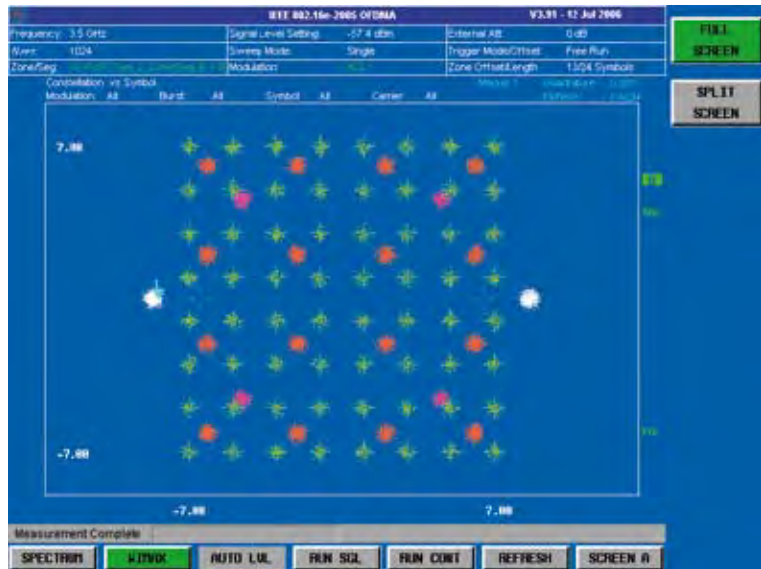 IEEE 802.16e-2005 OFDMA V3.91 - 12 Jul 2006
Frequency: 3.5 GHz Signal Level Setting: -57.4 dBm External Att: 0 dB
1024 Sweep Mode: Single Trigger Mode/Offset: Free Run
Zone/Seg: Modulation: Zone Offset/Length 13/24 Symbols
Constellation vs Symbol
Modulation: All Burst: All Symbol All Carrier: All
7.00
-7.00
-7.00 7.00
Measurement Complete
SPECTRUM WIMAX AUTO LVL RUN SGL RUN CONT REFRESH SCREEN A
FULL
SCREEN
SPLIT
SCREEN